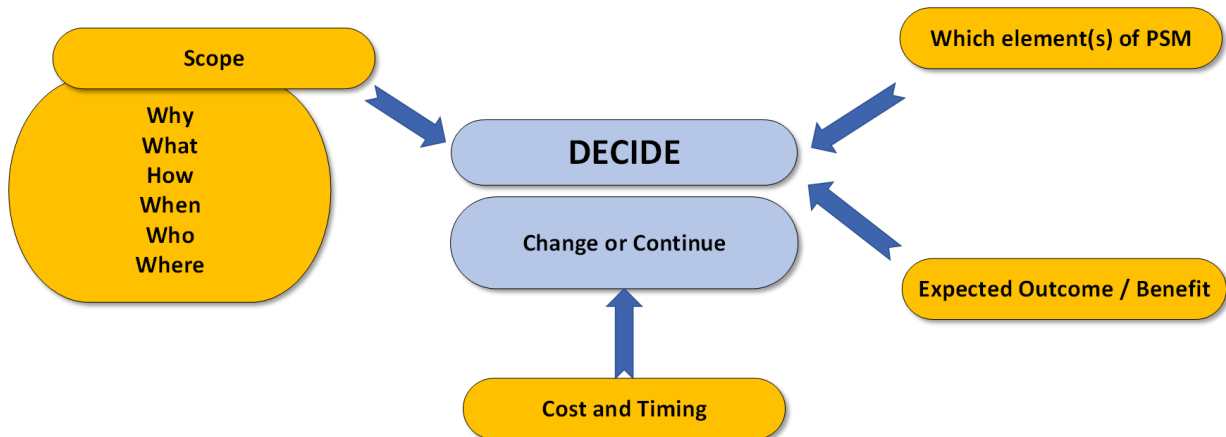 Scope
Why
What
How
When
Who
Where
DECIDE
Change or Continue
Which element(s) of PSM
Expected Outcome / Benefit
Cost and Timing